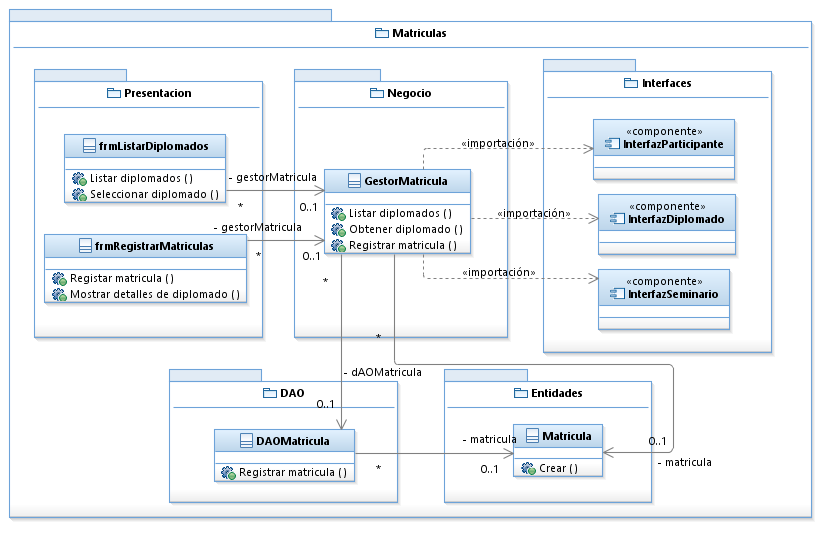 Matriculas
Presentacion
Negocio
Interfaces
frmListarDiplomados
Listar diplomados ( )
Seleccionar diplomado ( )
- gestorMatricula
*
0..1
frmRegistrarMatriculas
Registar matricula ( )
Mostrar detalles de diplomado ( )
- gestorMatricula
*
0..1
GestorMatricula
Listar diplomados ( )
Obtener diplomado ( )
Registrar matricula ( )
«importación»
«importación»
«importación»
«componente»
InterfazParticipante
«componente»
InterfazDiplomado
«componente»
InterfazSeminario
*
*
- dAOMatricula
0..1
DAO
DAOMatricula
Registrar matricula ( )
*
- matricula
0..1
Entidades
Matricula
Crear ( )
0..1
- matricula